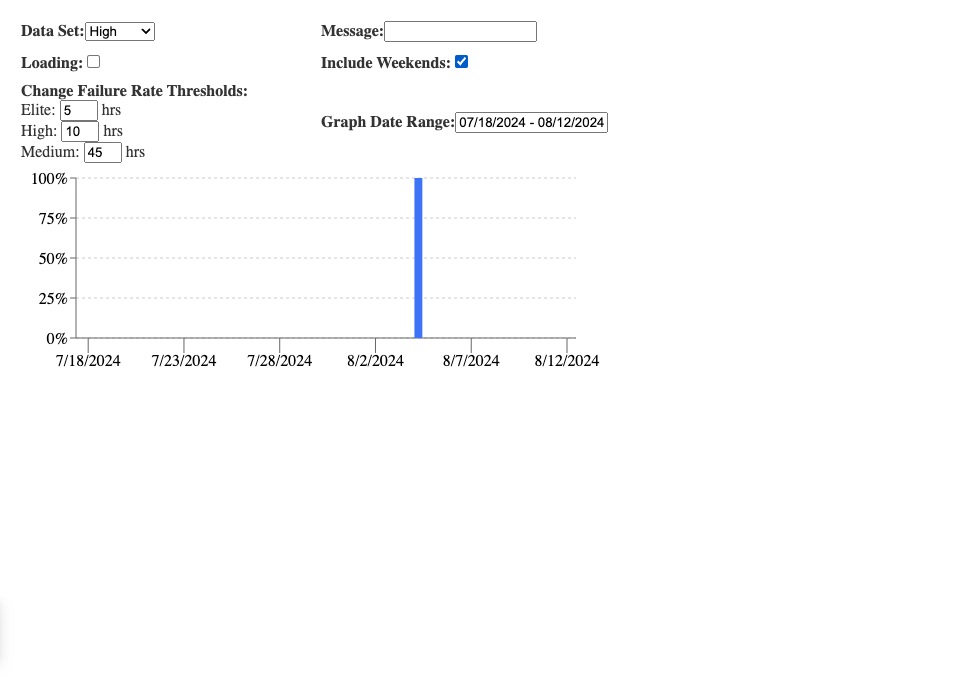 Data Set: High
Message:
Loading:
Include Weekends:
Change Failure Rate Thresholds:
Elite: 5 hrs
High: 10 hrs
Medium: 45 hrs
Graph Date Range: 07/18/2024 - 08/12/2024
100%
75%
50%
25%
0%
7/18/2024 7/23/2024 7/28/2024 8/2/2024 8/7/2024 8/12/2024